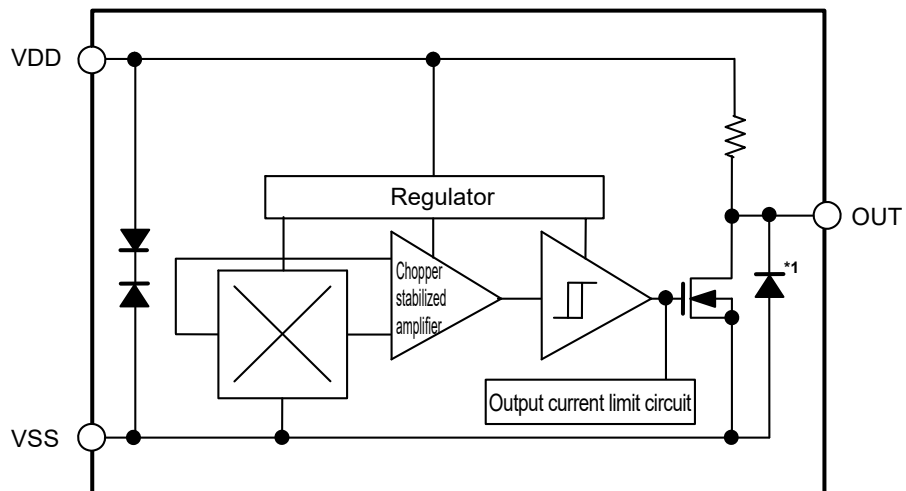 VDD
Regulator
OUT
*1
Chopper
stabilized
amplifier
Output current limit circuit
VSS